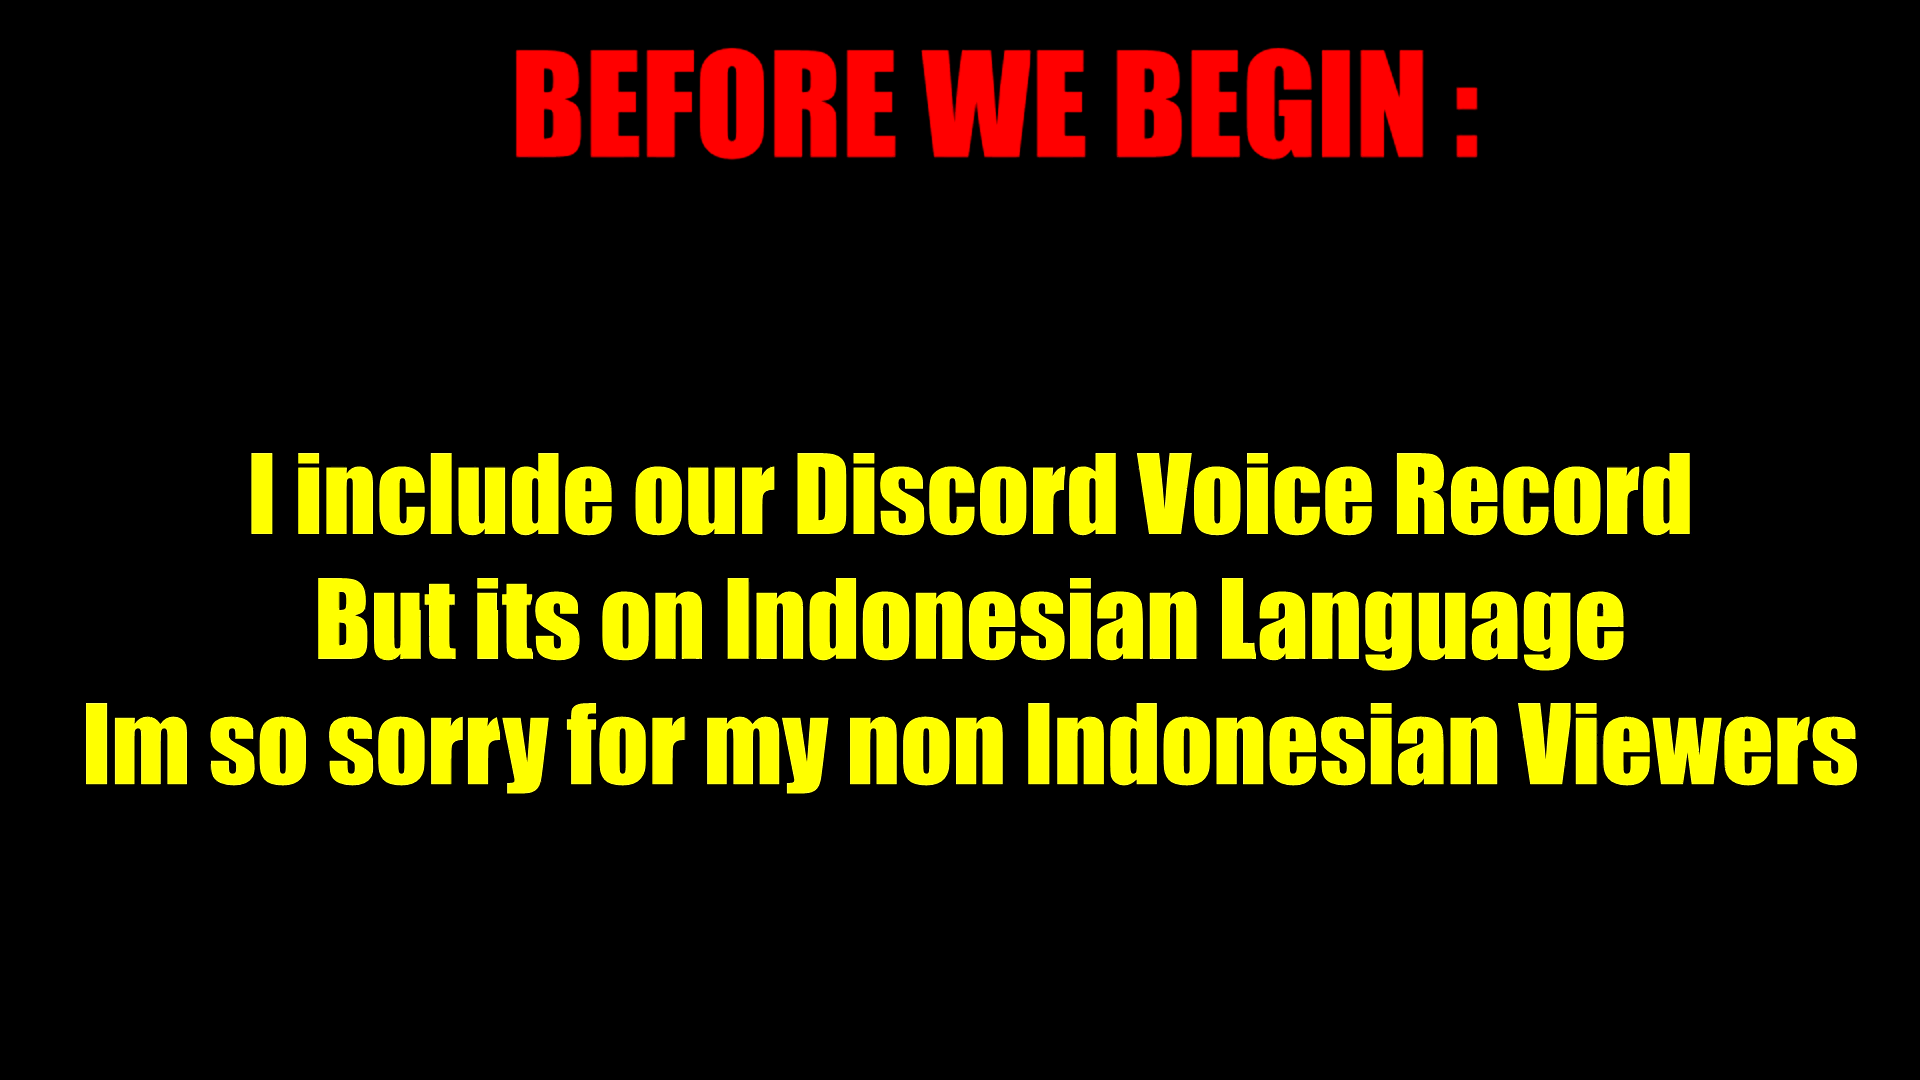 BEFORE WE BEGIN :
I include our Discord Voice Record
But its on Indonesian Language
Im so sorry for my non Indonesian Viewers